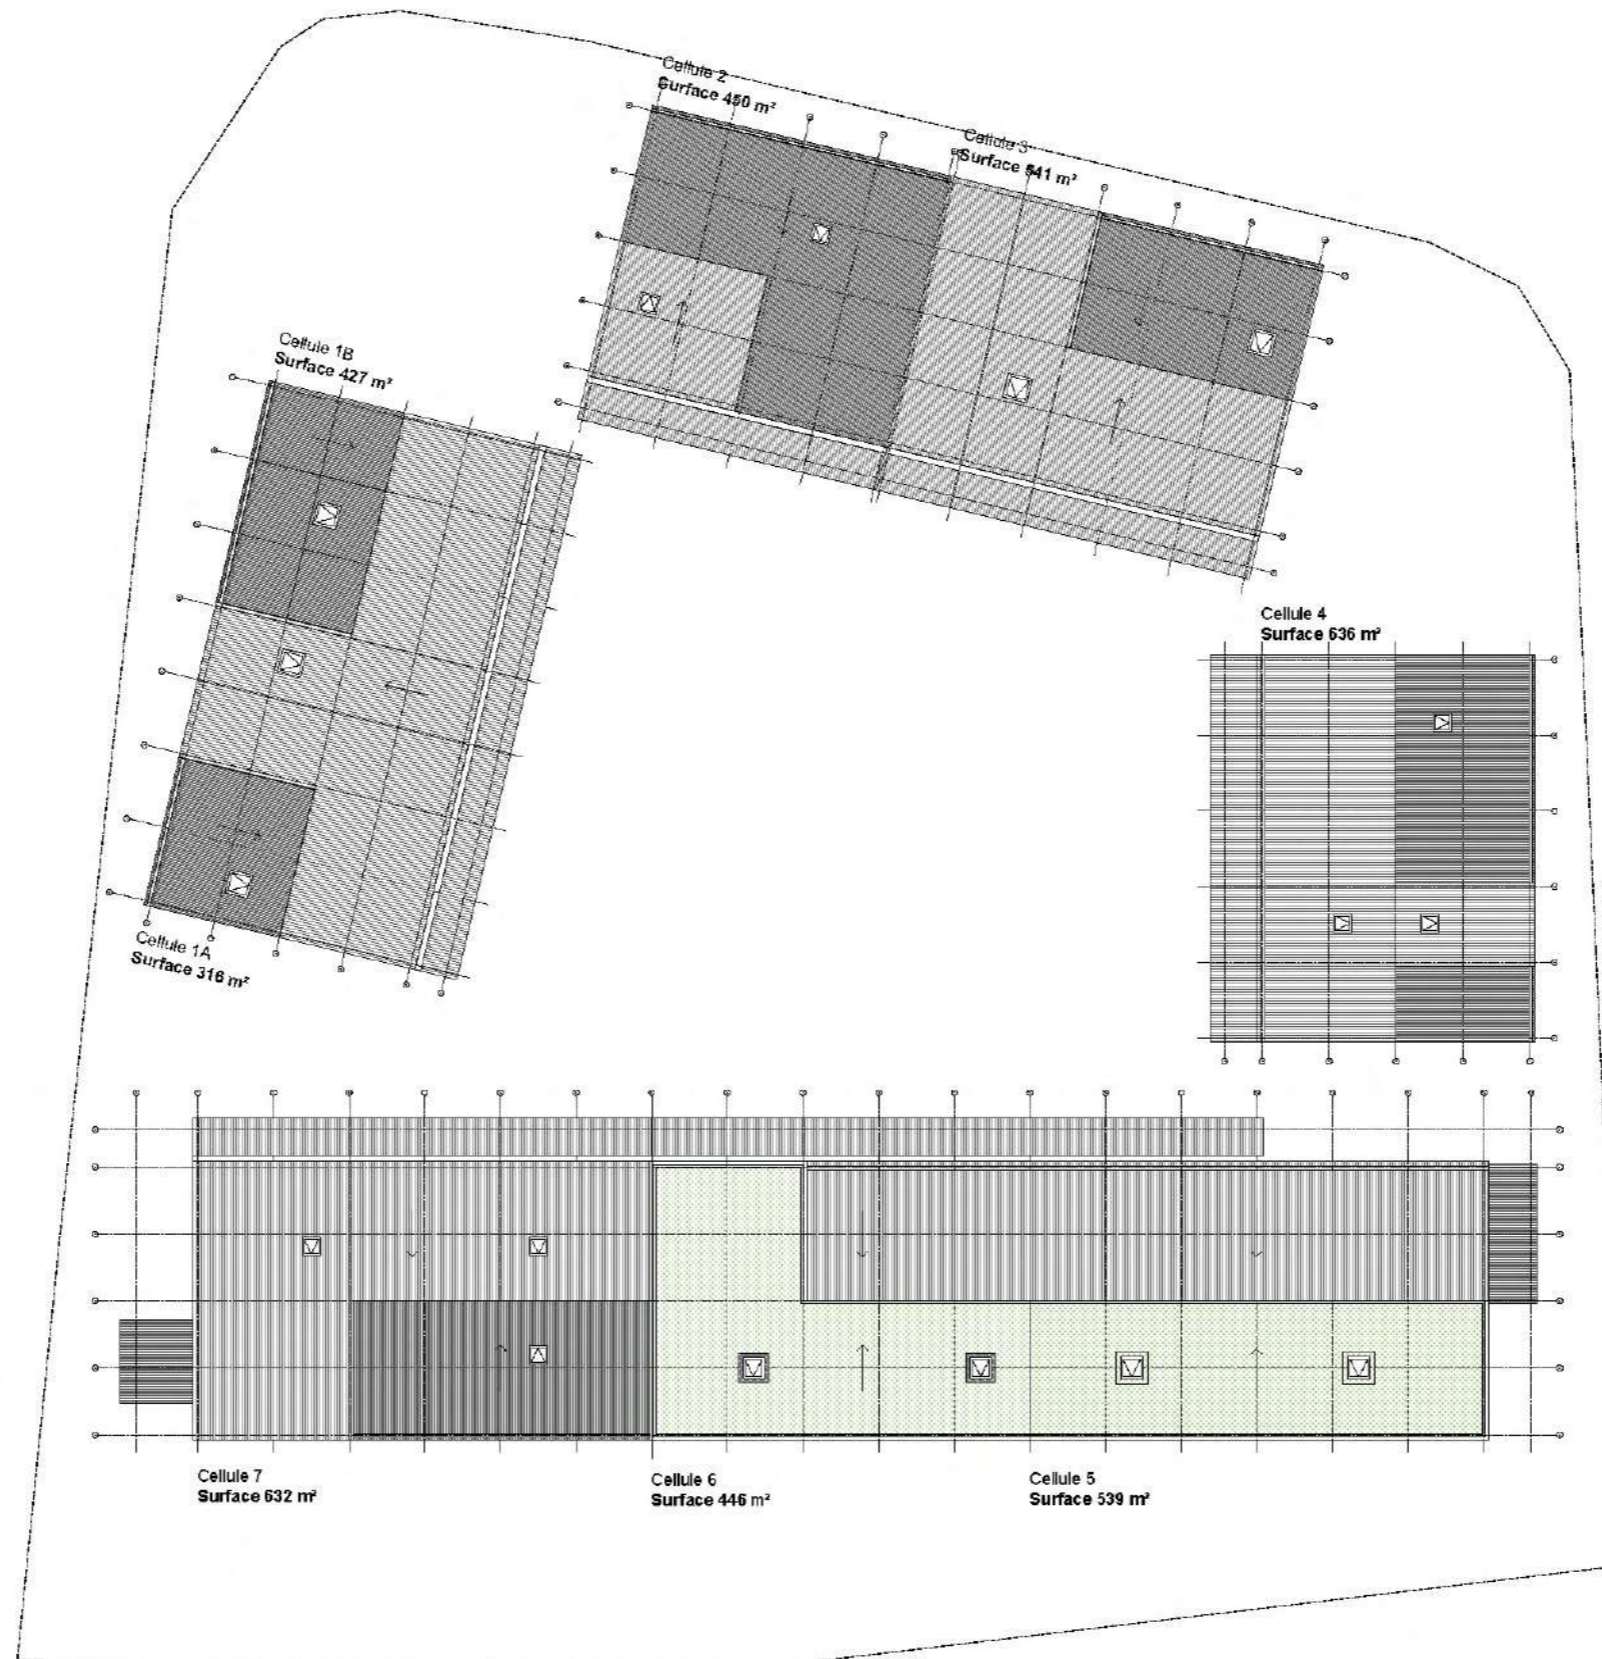 Cellule 2
Surface 450 m²
Cellule 3
Surface 541 m²
Cellule 1B
Surface 427 m²
Cellule 4
Surface 636 m²
Cellule 1A
Surface 316 m²
Cellule 7
Surface 632 m²
Cellule 6
Surface 446 m²
Cellule 5
Surface 539 m²